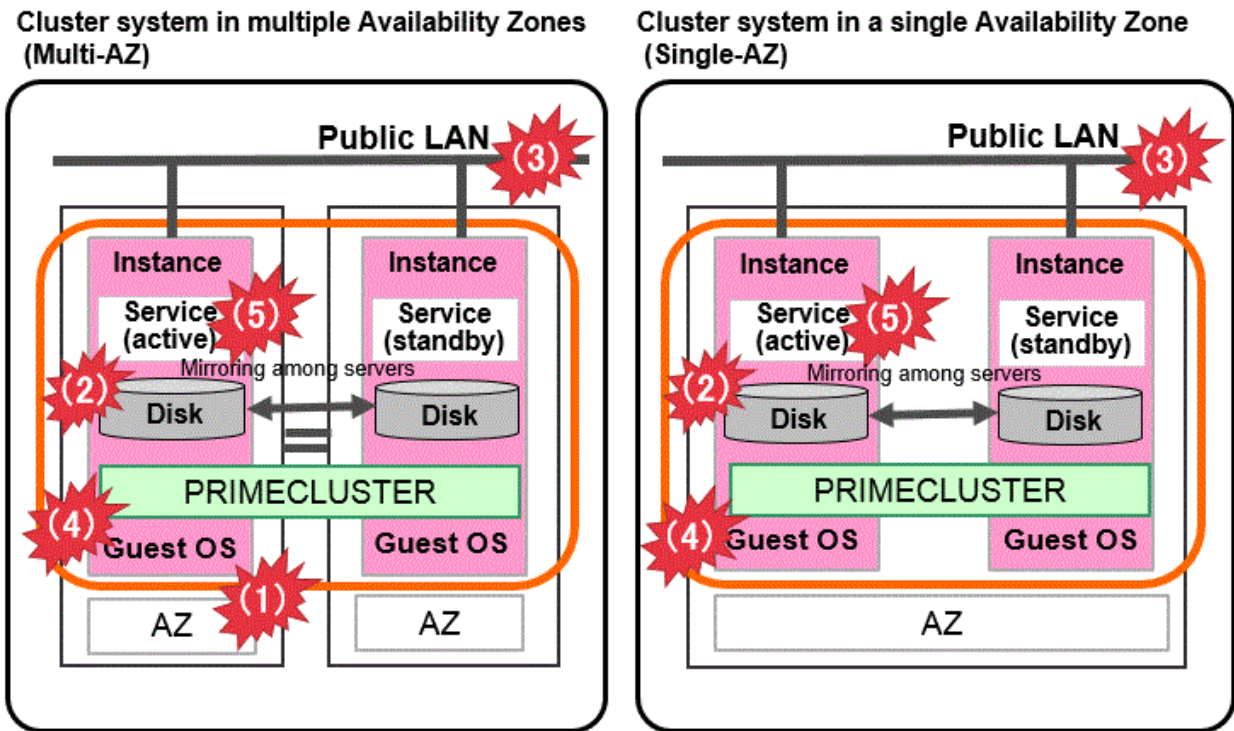 Cluster system in multiple Availability Zones
(Multi-AZ)
Public LAN
(3)
Instance
Instance
Service
(active)
(5)
Service
(standby)
Mirroring among servers
(2)
Disk
Disk
PRIMECLUSTER
(4)
Guest OS
Guest OS
(1)
AZ
AZ
Cluster system in a single Availability Zone
(Single-AZ)
Public LAN
(3)
Instance
Instance
Service
(active)
(5)
Service
(standby)
Mirroring among servers
(2)
Disk
Disk
PRIMECLUSTER
(4)
Guest OS
Guest OS
AZ